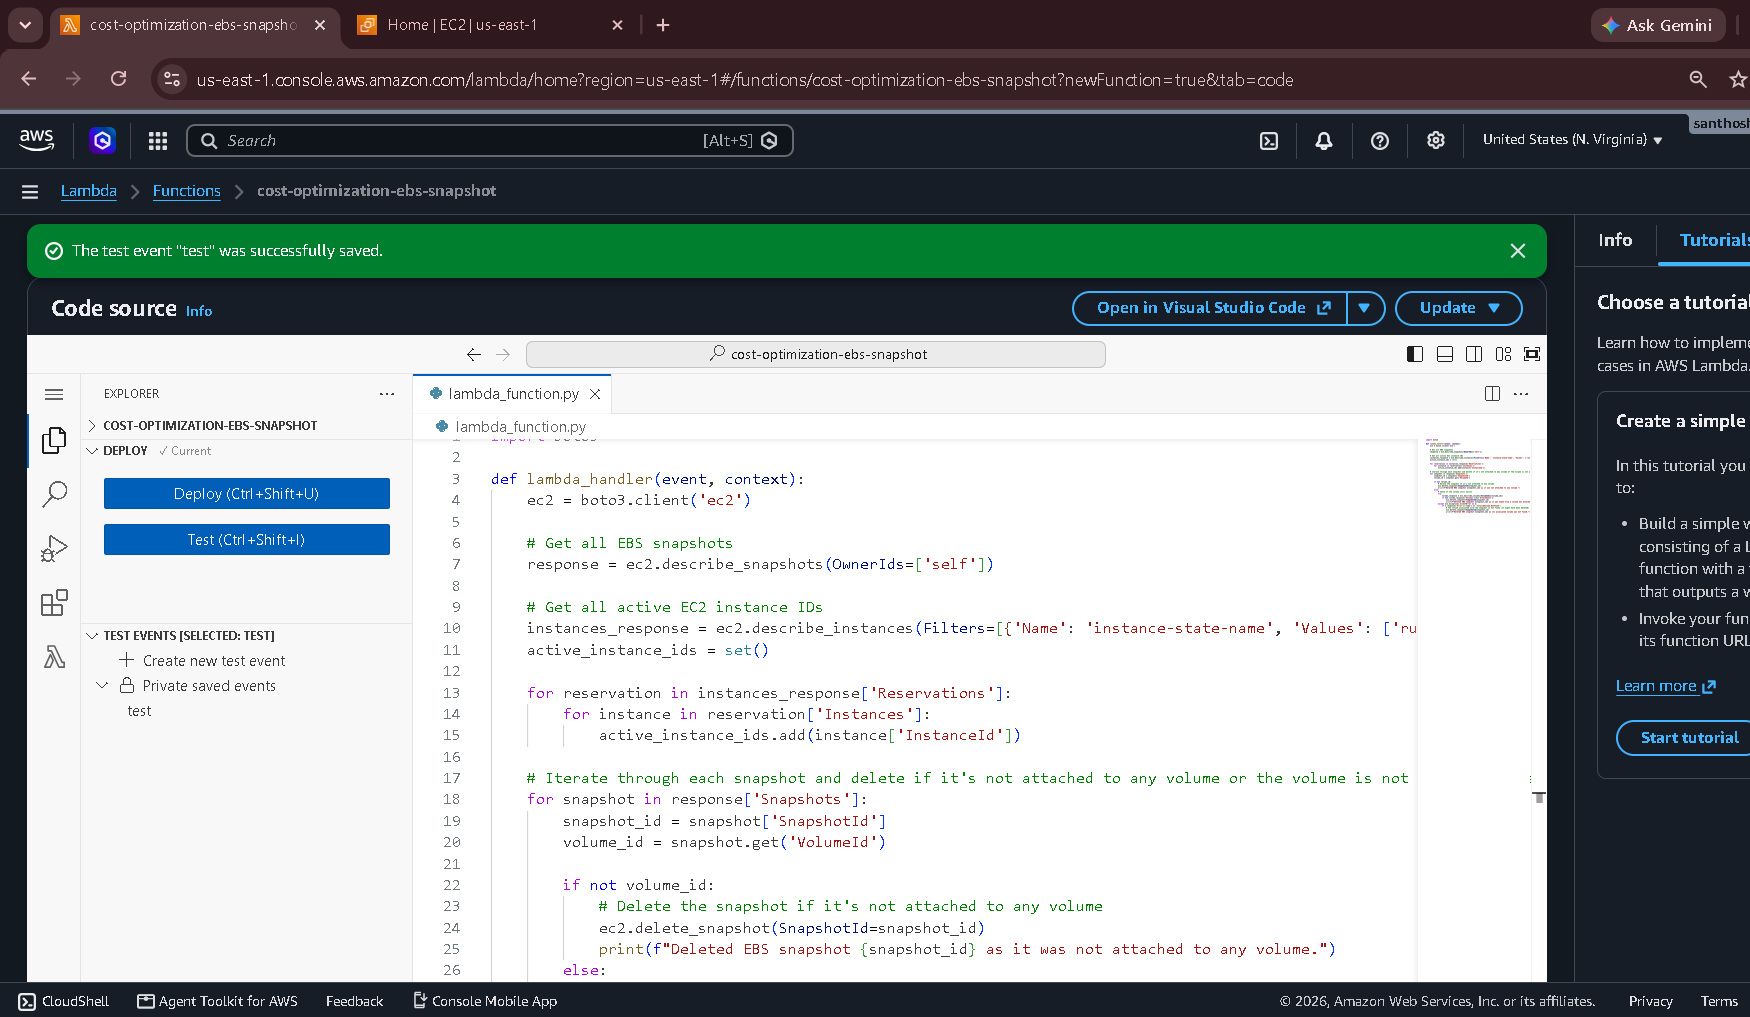 cost-optimization-ebs-snapsho
Home | EC2 | us-east-1
Ask Gemini
us-east-1.console.aws.amazon.com/lambda/home?region=us-east-1#/functions/cost-optimization-ebs-snapshot?newFunction=true&tab=code
aws
Search
[Alt+S]
United States (N. Virginia)
santhosh
Lambda
Functions
cost-optimization-ebs-snapshot
The test event "test" was successfully saved.
Code source Info
Open in Visual Studio Code
Update
cost-optimization-ebs-snapshot
EXPLORER
COST-OPTIMIZATION-EBS-SNAPSHOT
DEPLOY ✓ Current
Deploy (Ctrl+Shift+U)
Test (Ctrl+Shift+I)
TEST EVENTS [SELECTED: TEST]
Create new test event
Private saved events
test
lambda_function.py
lambda_function.py
1 import boto3
2
3 def lambda_handler(event, context):
4 ec2 = boto3.client('ec2')
5
6 # Get all EBS snapshots
7 response = ec2.describe_snapshots(OwnerIds=['self'])
8
9 # Get all active EC2 instance IDs
10 instances_response = ec2.describe_instances(Filters=[{'Name': 'instance-state-name', 'Values': ['ru
11 active_instance_ids = set()
12
13 for reservation in instances_response['Reservations']:
14 for instance in reservation['Instances']:
15 active_instance_ids.add(instance['InstanceId'])
16
17 # Iterate through each snapshot and delete if it's not attached to any volume or the volume is not
18 for snapshot in response['Snapshots']:
19 snapshot_id = snapshot['SnapshotId']
20 volume_id = snapshot.get('VolumeId')
21
22 if not volume_id:
23 # Delete the snapshot if it's not attached to any volume
24 ec2.delete_snapshot(SnapshotId=snapshot_id)
25 print(f"Deleted EBS snapshot {snapshot_id} as it was not attached to any volume.")
26 else:
Info
Tutorials
Choose a tutorial
Learn how to impleme
cases in AWS Lambda.
Create a simple
In this tutorial you
to:
• Build a simple w
consisting of a L
function with a
that outputs a w
• Invoke your fun
its function URL
Learn more
Start tutorial
CloudShell
Agent Toolkit for AWS
Feedback
Console Mobile App
© 2026, Amazon Web Services, Inc. or its affiliates.
Privacy
Terms